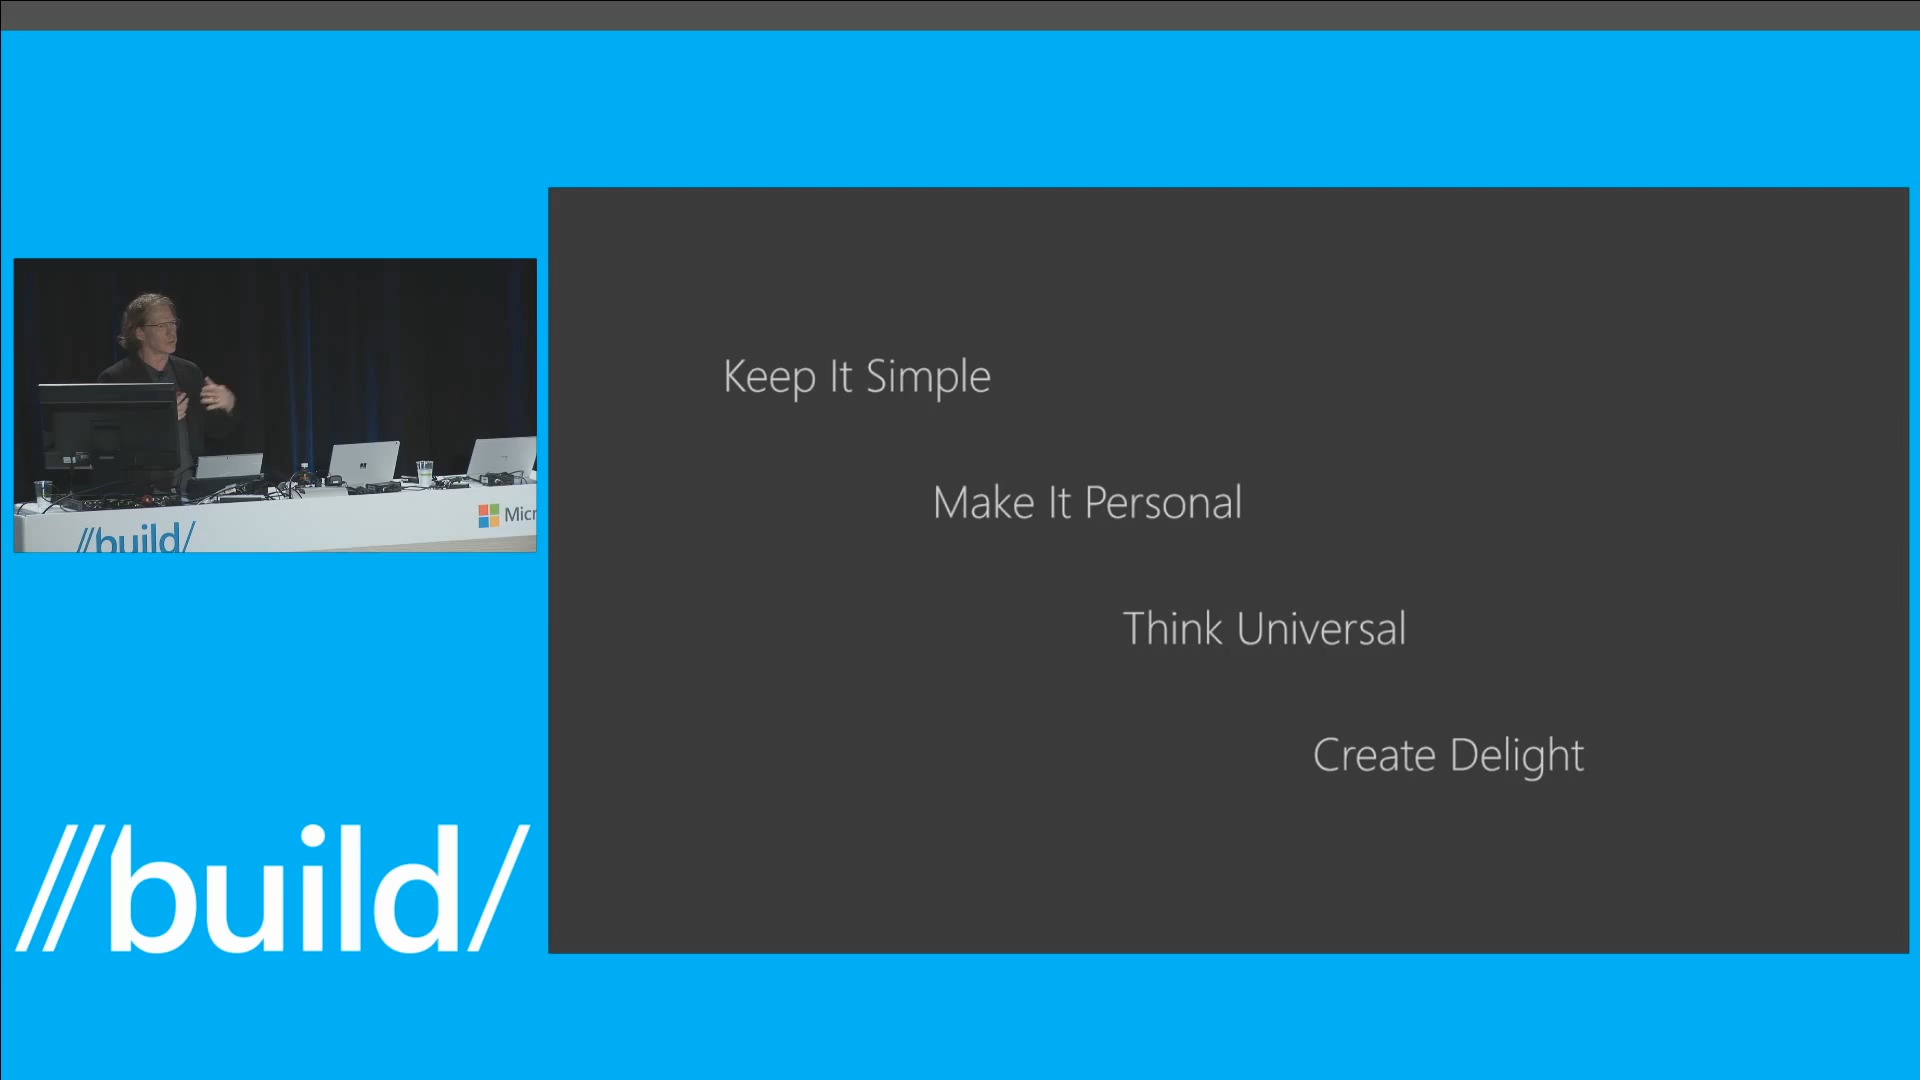 Keep It Simple
Make It Personal
Think Universal
Create Delight
//build/
Micr
//build/